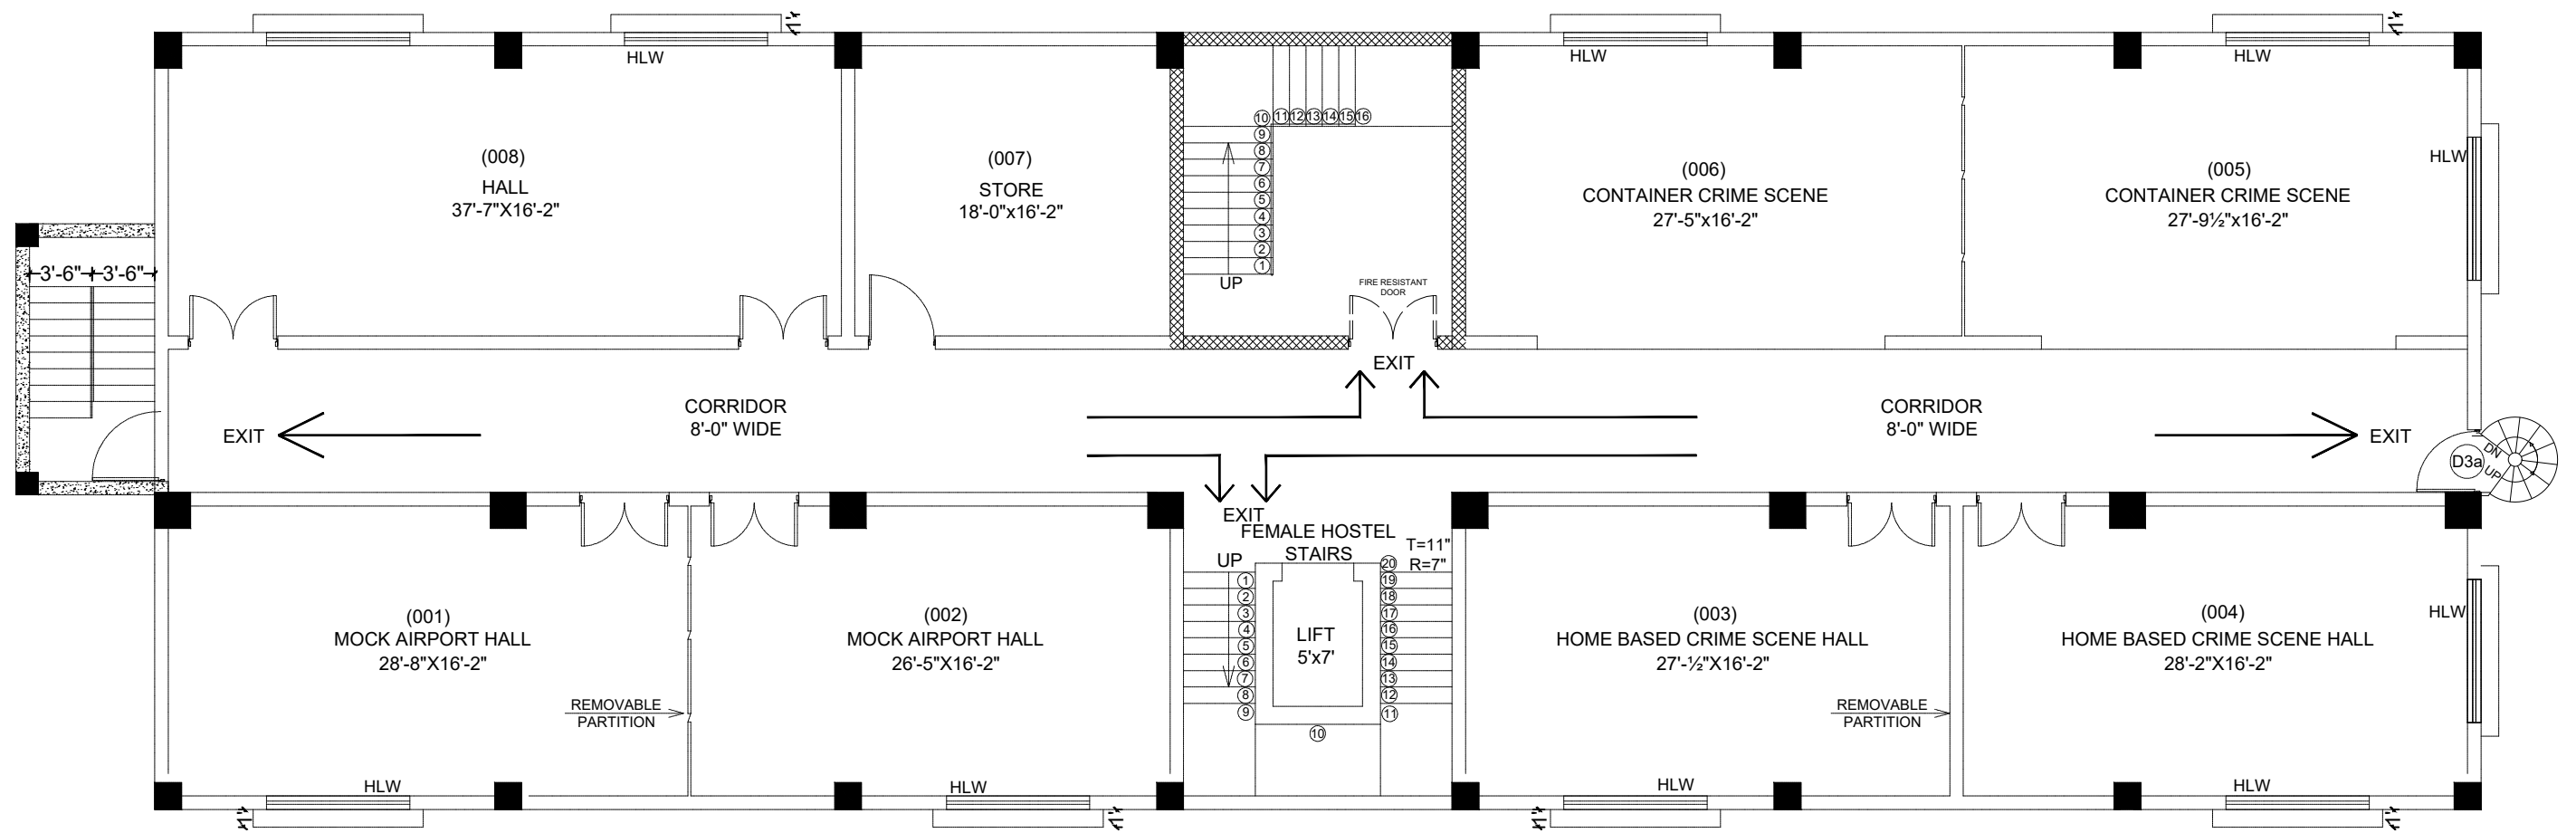 1'
1'
HLW
HLW
HLW
(008)
HALL
37'-7"X16'-2"
(007)
STORE
18'-0"x16'-2"
10
11
12
13
14
15
16
9
8
7
6
5
4
3
2
1
UP
FIRE RESISTANT
DOOR
(006)
CONTAINER CRIME SCENE
27'-5"x16'-2"
(005)
CONTAINER CRIME SCENE
27'-9½"x16'-2"
HLW
3'-6"
3'-6"
EXIT
CORRIDOR
8'-0" WIDE
CORRIDOR
8'-0" WIDE
EXIT
EXIT
DN
D3a
UP
EXIT
FEMALE HOSTEL
STAIRS
UP
T=11"
R=7"
1
2
3
4
5
6
7
8
9
LIFT
5'x7'
20
19
18
17
16
15
14
13
12
11
10
(001)
MOCK AIRPORT HALL
28'-8"X16'-2"
(002)
MOCK AIRPORT HALL
26'-5"X16'-2"
(003)
HOME BASED CRIME SCENE HALL
27'-½"X16'-2"
(004)
HOME BASED CRIME SCENE HALL
28'-2"X16'-2"
HLW
REMOVABLE
PARTITION
REMOVABLE
PARTITION
HLW
HLW
HLW
HLW
1'
1'
1'
1'